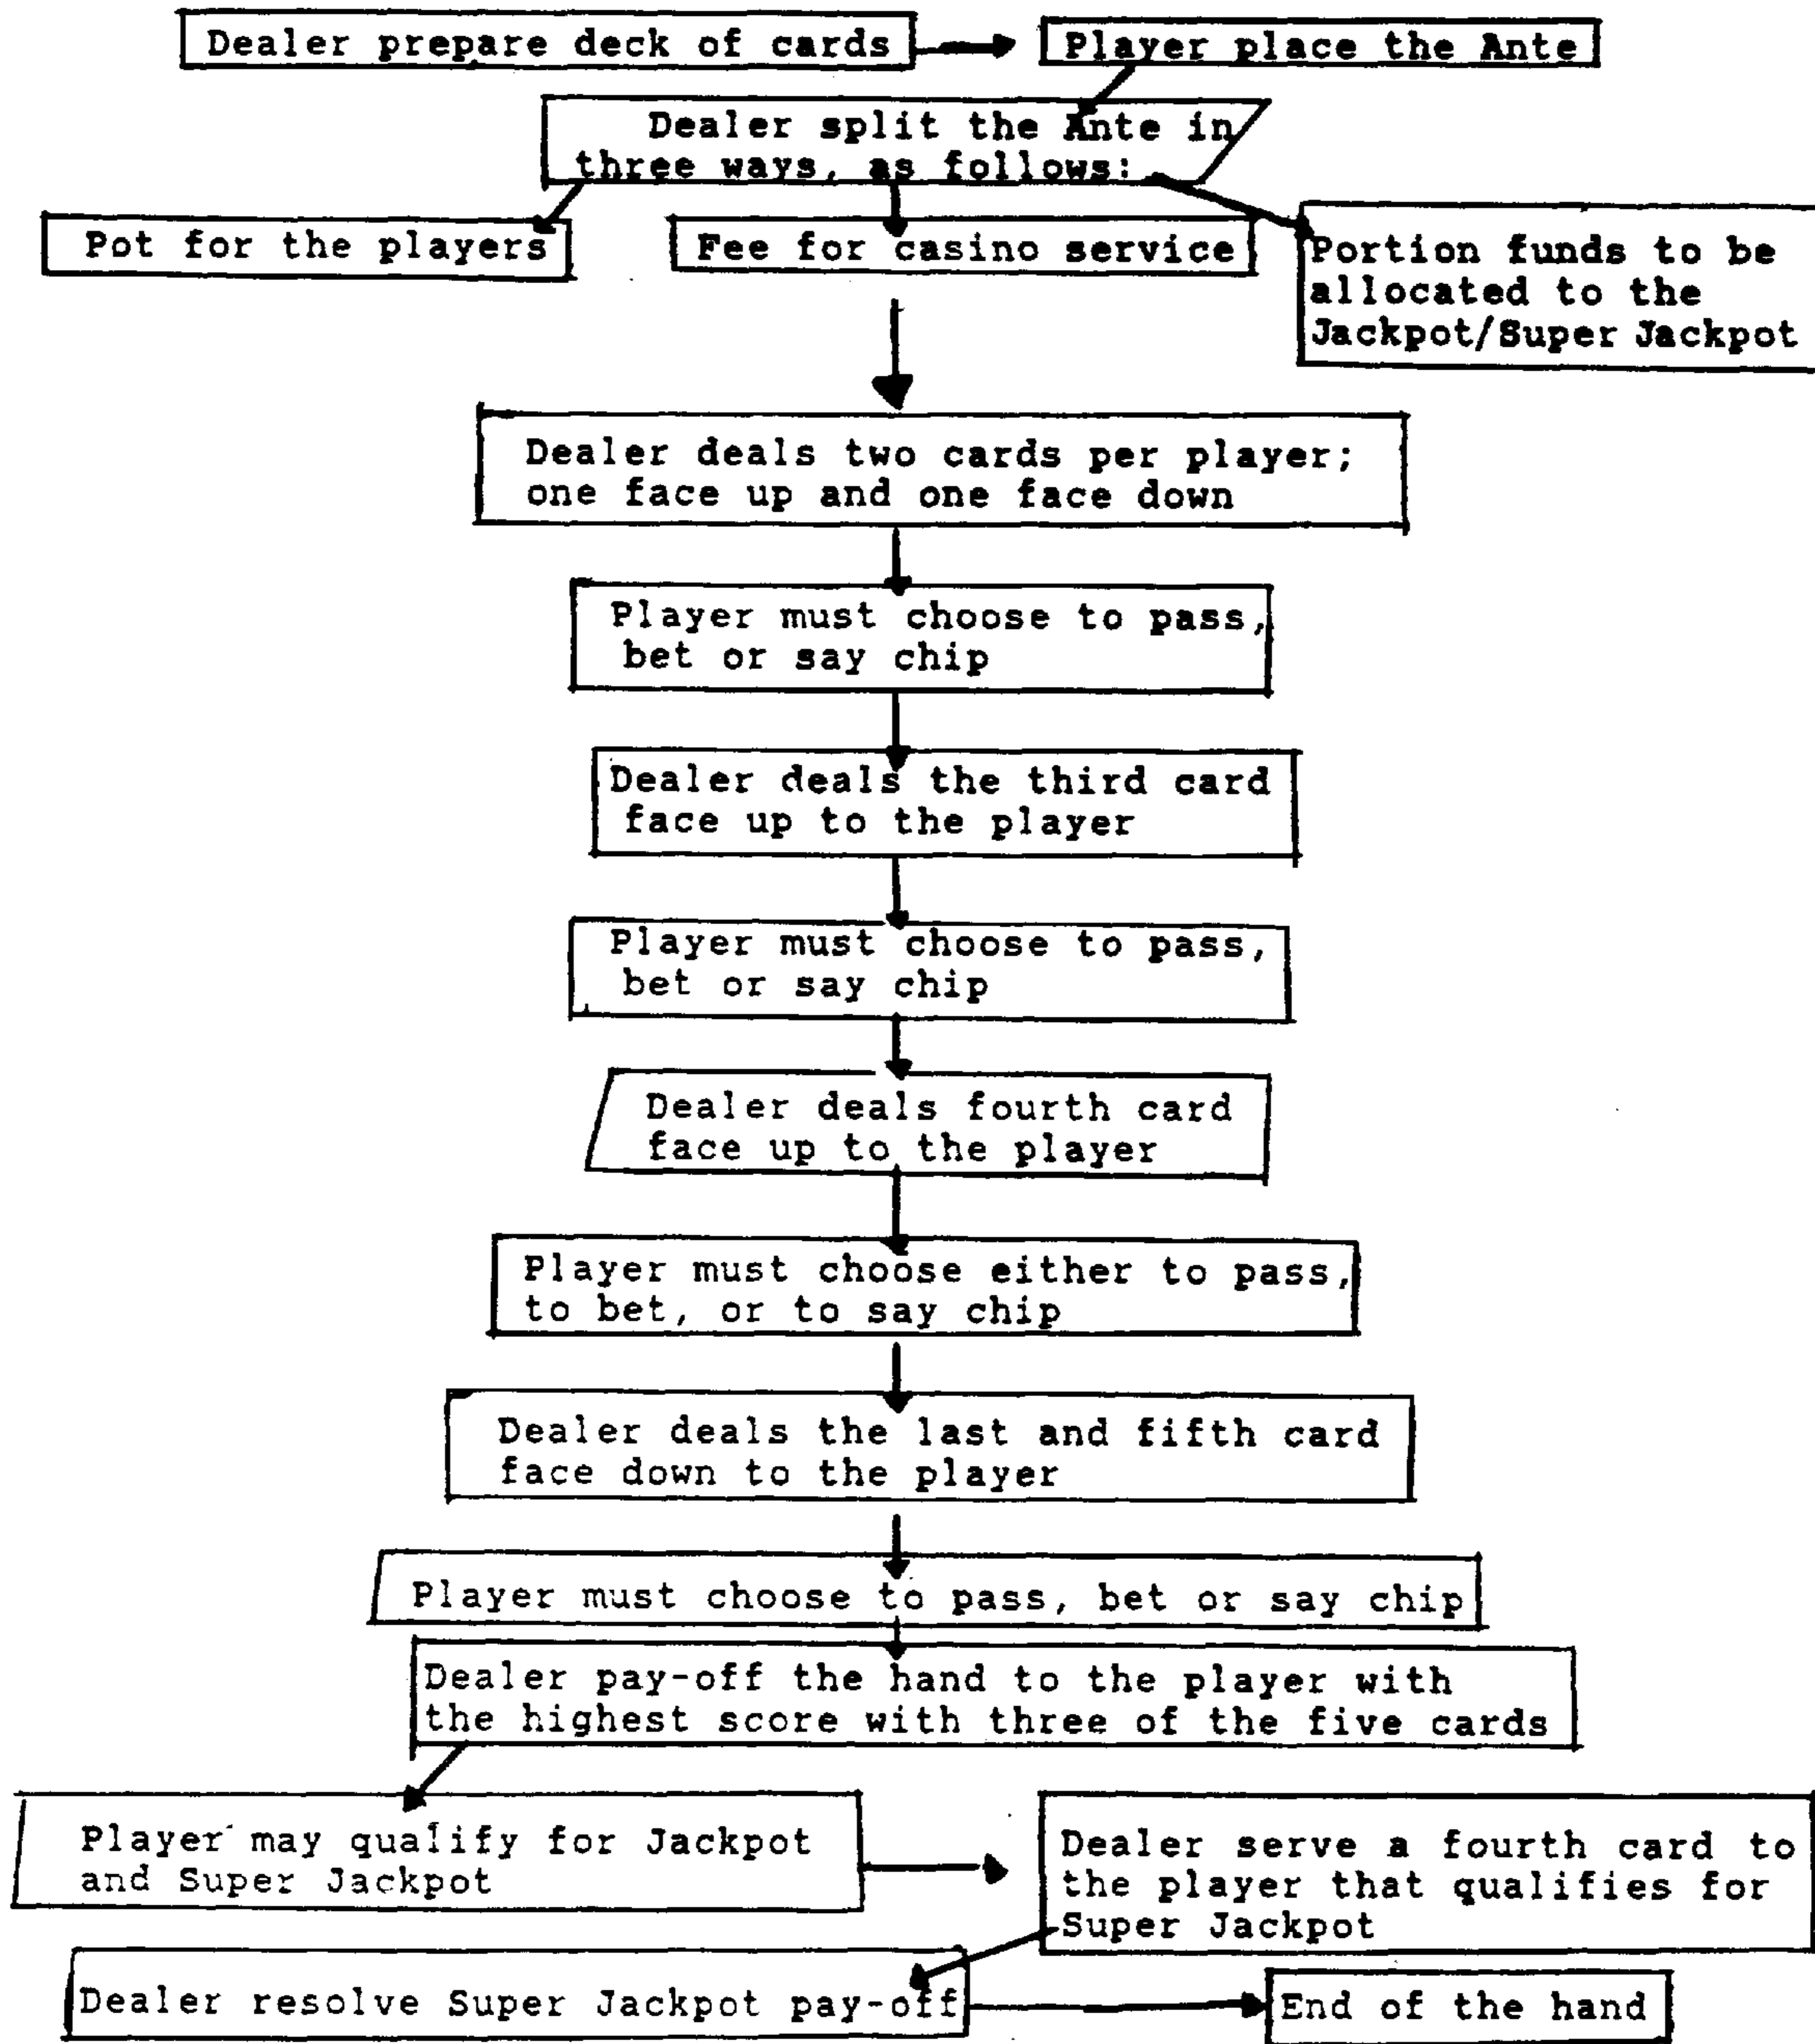 Dealer prepare deck of cards
Player place the Ante
Dealer split the Ante in
three ways, as follows:
Pot for the players
Fee for casino service
Portion funds to be
allocated to the
Jackpot/Super Jackpot
Dealer deals two cards per player;
one face up and one face down
Player must choose to pass,
bet or say chip
Dealer deals the third card
face up to the player
Player must choose to pass,
bet or say chip
Dealer deals fourth card
face up to the player
Player must choose either to pass,
to bet, or to say chip
Dealer deals the last and fifth card
face down to the player
Player must choose to pass, bet or say chip
Dealer pay-off the hand to the player with
the highest score with three of the five cards
Player may qualify for Jackpot
and Super Jackpot
Dealer serve a fourth card to
the player that qualifies for
Super Jackpot
Dealer resolve Super Jackpot pay-off
End of the hand